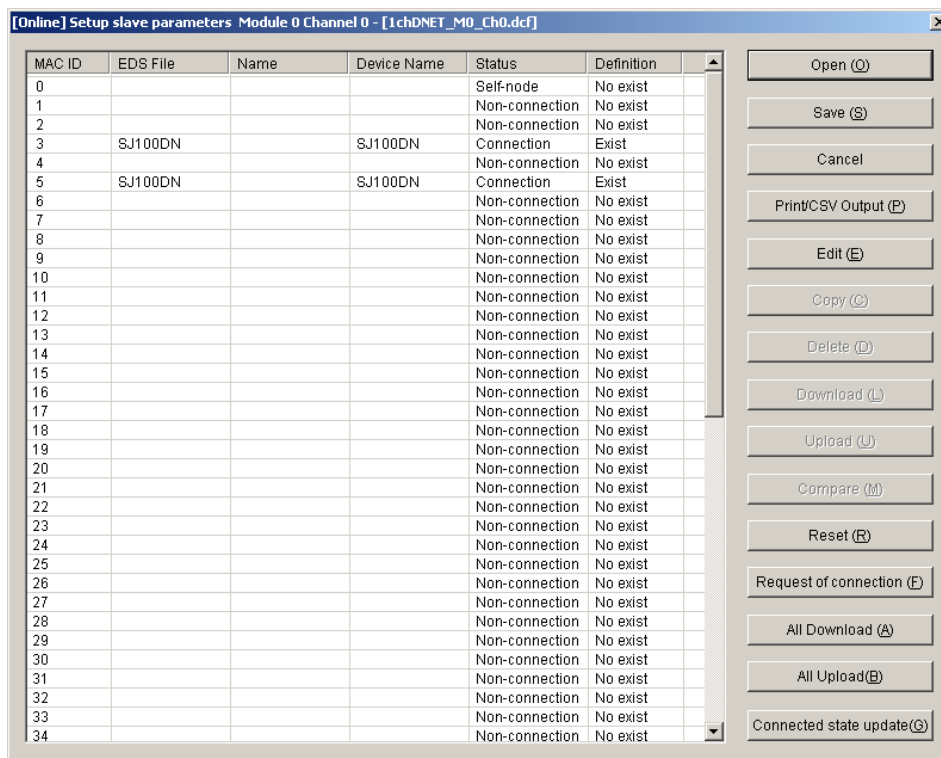 [Online] Setup slave parameters Module 0 Channel 0 - [1chDNET_M0_Ch0.dcf]
MAC ID EDS File Name Device Name Status Definition
0 Self-node No exist
1 Non-connection No exist
2 Non-connection No exist
3 SJ100DN SJ100DN Connection Exist
4 Non-connection No exist
5 SJ100DN SJ100DN Connection Exist
6 Non-connection No exist
7 Non-connection No exist
8 Non-connection No exist
9 Non-connection No exist
10 Non-connection No exist
11 Non-connection No exist
12 Non-connection No exist
13 Non-connection No exist
14 Non-connection No exist
15 Non-connection No exist
16 Non-connection No exist
17 Non-connection No exist
18 Non-connection No exist
19 Non-connection No exist
20 Non-connection No exist
21 Non-connection No exist
22 Non-connection No exist
23 Non-connection No exist
24 Non-connection No exist
25 Non-connection No exist
26 Non-connection No exist
27 Non-connection No exist
28 Non-connection No exist
29 Non-connection No exist
30 Non-connection No exist
31 Non-connection No exist
32 Non-connection No exist
33 Non-connection No exist
34 Non-connection No exist
Open (O)
Save (S)
Cancel
Print/CSV Output (P)
Edit (E)
Copy (C)
Delete (D)
Download (L)
Upload (U)
Compare (M)
Reset (R)
Request of connection (F)
All Download (A)
All Upload(B)
Connected state update(G)